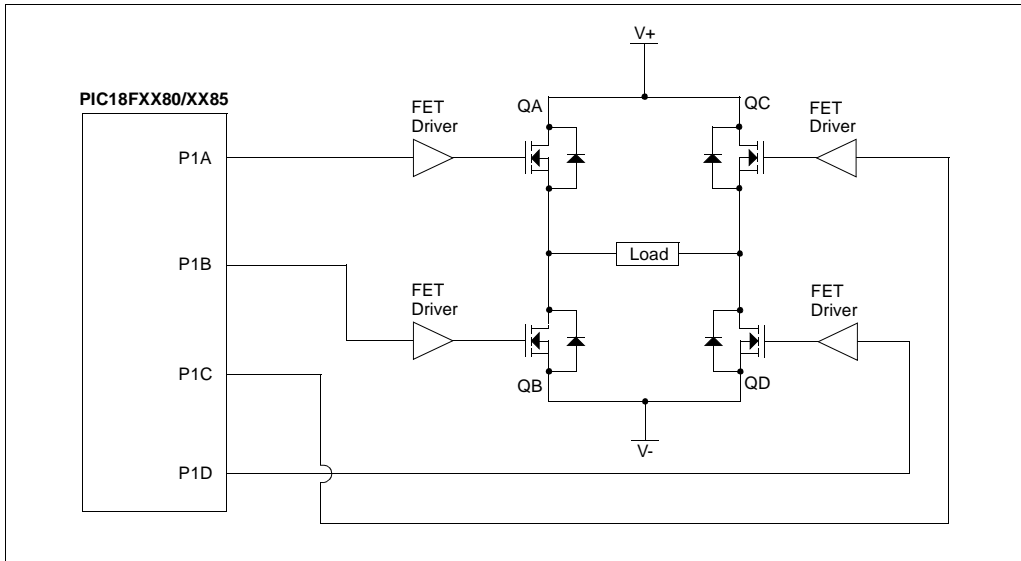 V+
PIC18FXX80/XX85
FET
Driver
QA
QC
FET
Driver
P1A
Load
P1B
FET
Driver
FET
Driver
P1C
QB
QD
V-
P1D